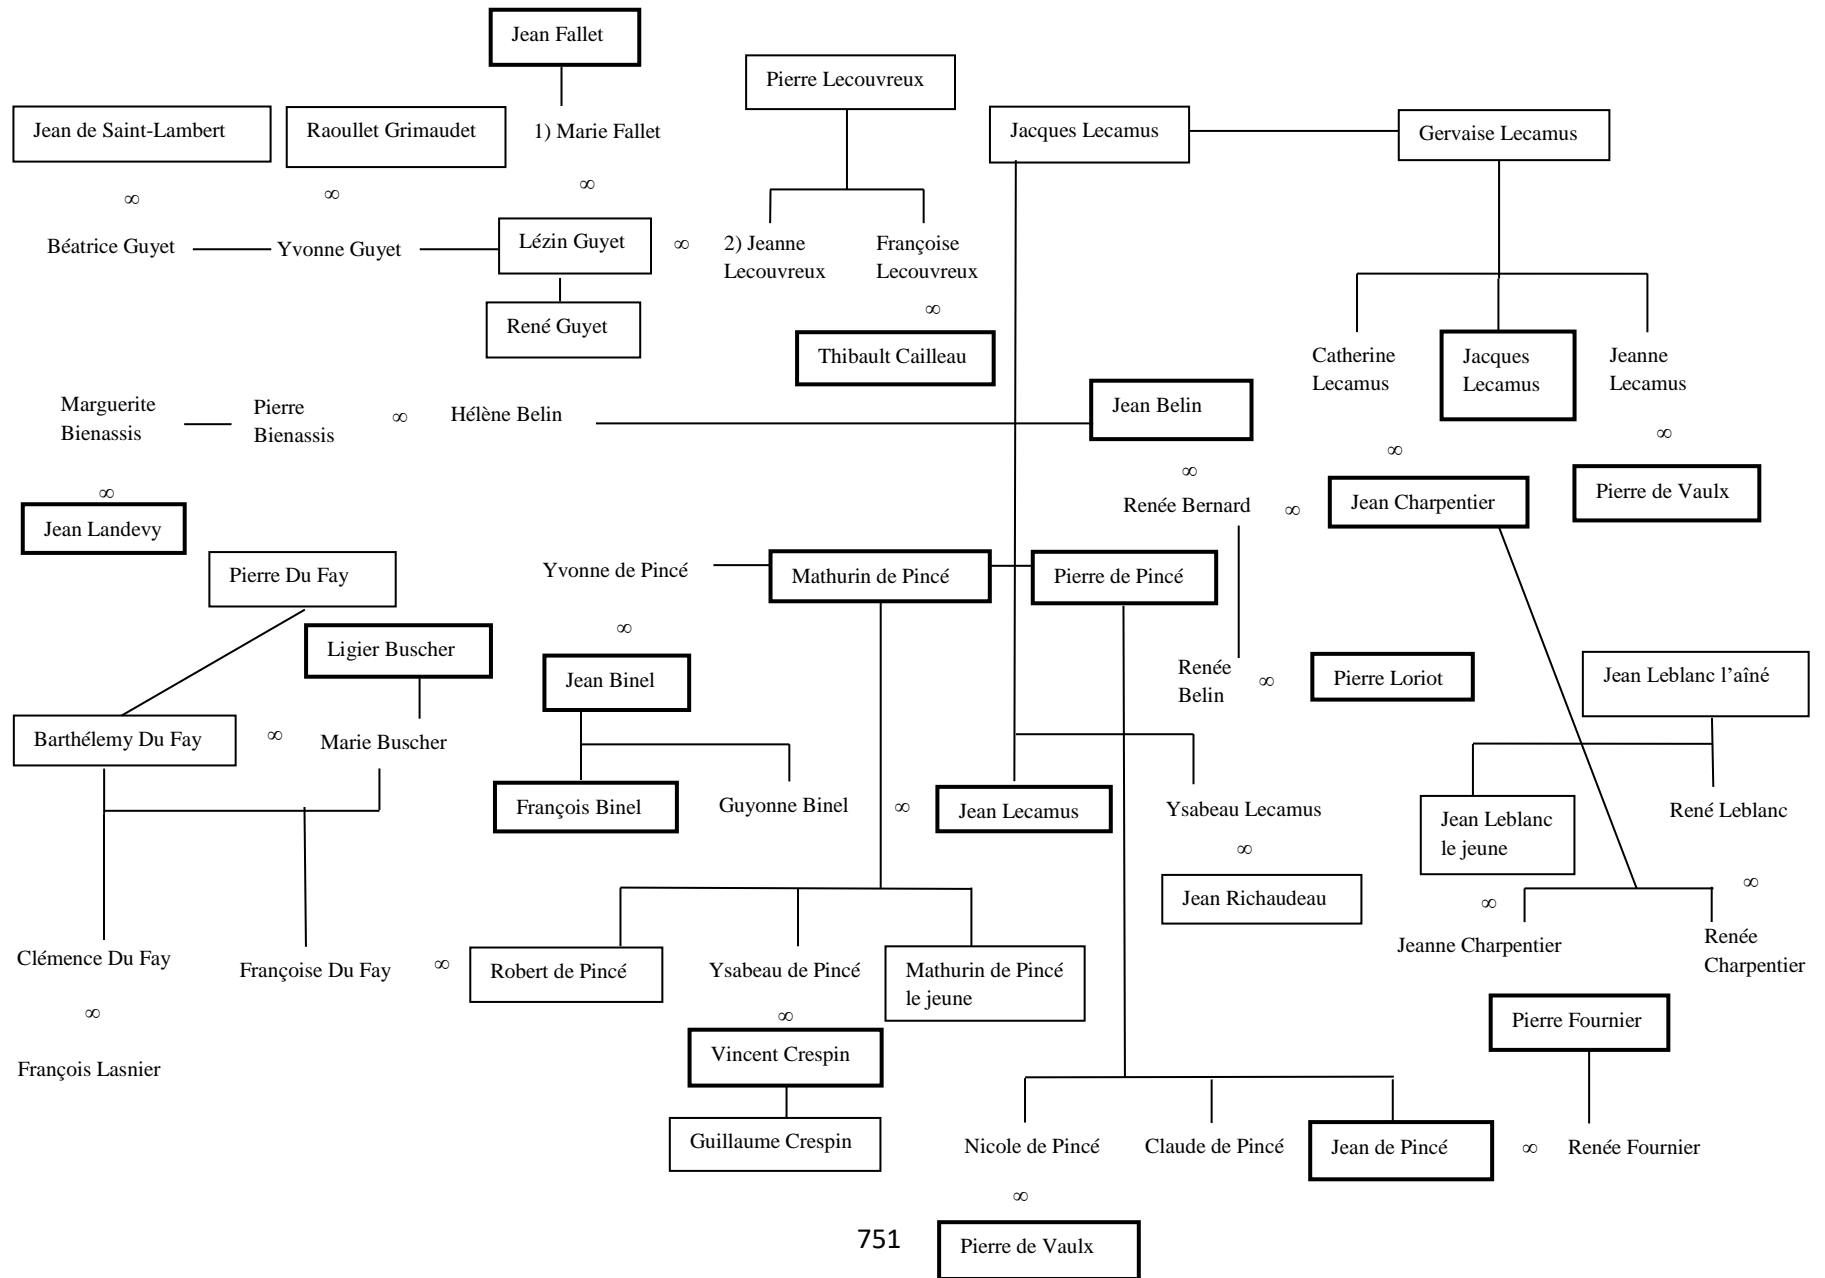 Jean Fallet
Pierre Lecouvreux
Jean de Saint-Lambert
Raoullet Grimaudet
1) Marie Fallet
Jacques Lecamus
Gervaise Lecamus
∞
∞
∞
Béatrice Guyet
Yvonne Guyet
Lézin Guyet
∞
2) Jeanne
Lecouvreux
Françoise
Lecouvreux
∞
René Guyet
Thibault Cailleau
Catherine
Lecamus
Jacques
Lecamus
Jeanne
Lecamus
Marguerite
Bienassis
Pierre
Bienassis
∞
Hélène Belin
Jean Belin
∞
∞
∞
∞
Jean Landevy
Renée Bernard
∞
Jean Charpentier
Pierre de Vaulx
Pierre Du Fay
Yvonne de Pincé
Mathurin de Pincé
Pierre de Pincé
∞
Ligier Buscher
Jean Binel
Renée
Belin
∞
Pierre Loriot
Jean Leblanc l’aîné
Barthélemy Du Fay
∞
Marie Buscher
François Binel
Guyonne Binel
∞
Jean Lecamus
Ysabeau Lecamus
∞
Jean Richaudeau
Jean Leblanc
le jeune
René Leblanc
∞
∞
Jeanne Charpentier
Renée
Charpentier
Clémence Du Fay
Françoise Du Fay
∞
Robert de Pincé
Ysabeau de Pincé
Mathurin de Pincé
le jeune
∞
∞
François Lasnier
Vincent Crespin
Pierre Fournier
Guillaume Crespin
Nicole de Pincé
Claude de Pincé
Jean de Pincé
∞
Renée Fournier
∞
751
Pierre de Vaulx